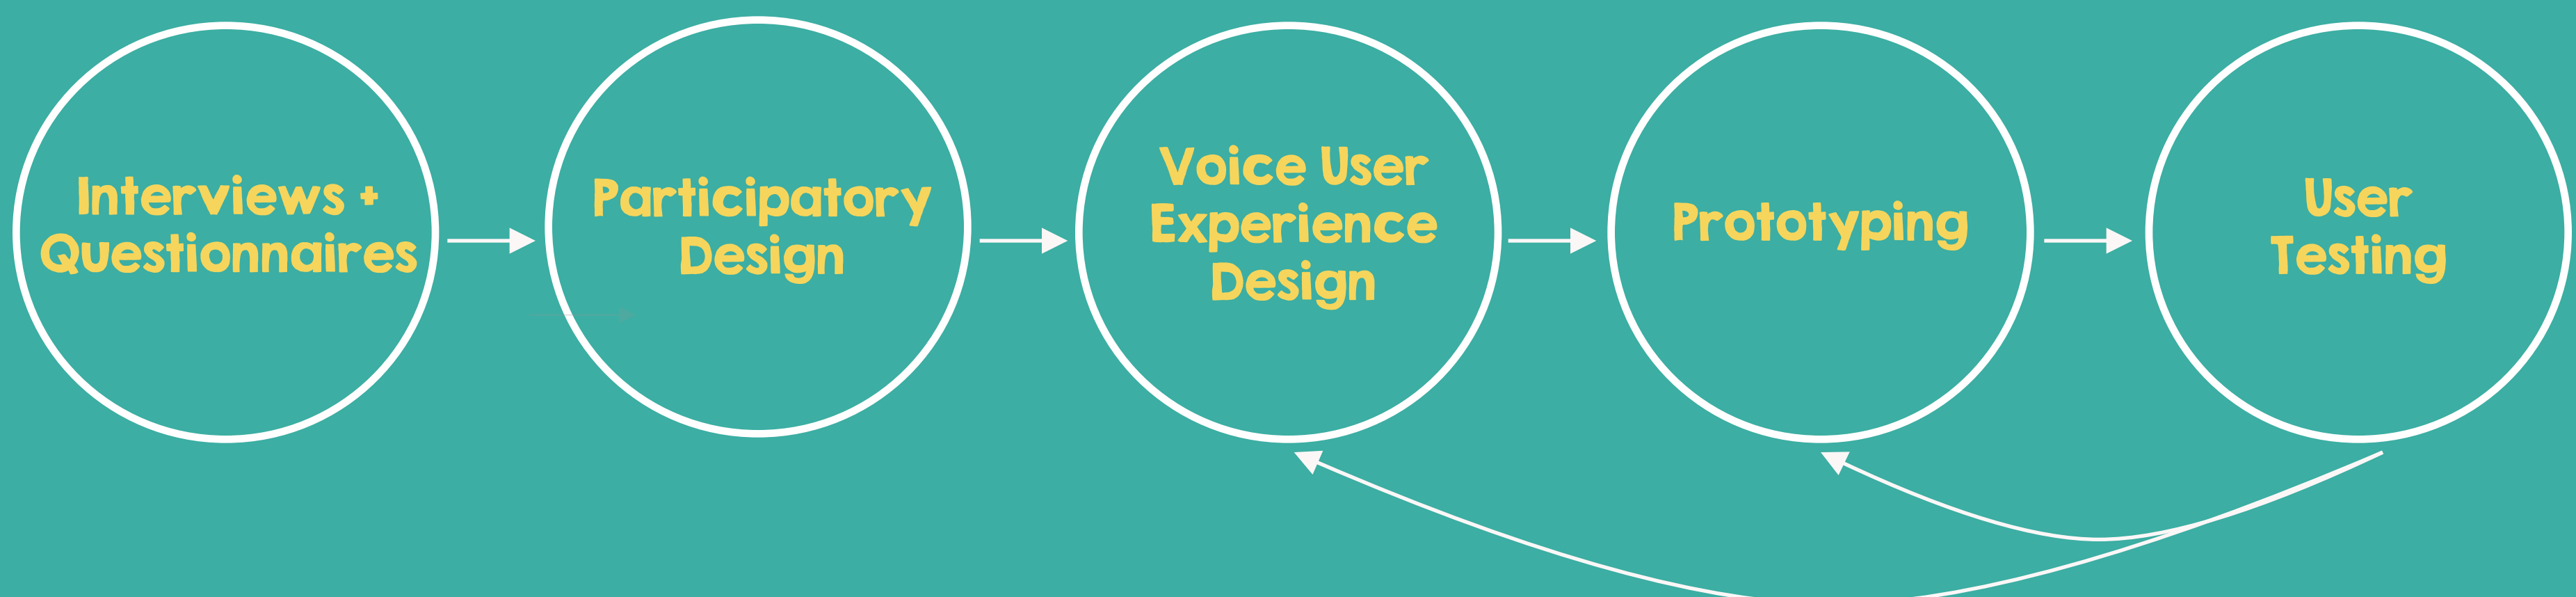 Interviews +
Questionnaires
Participatory
Design
Voice User
Experience
Design
Prototyping
User
Testing